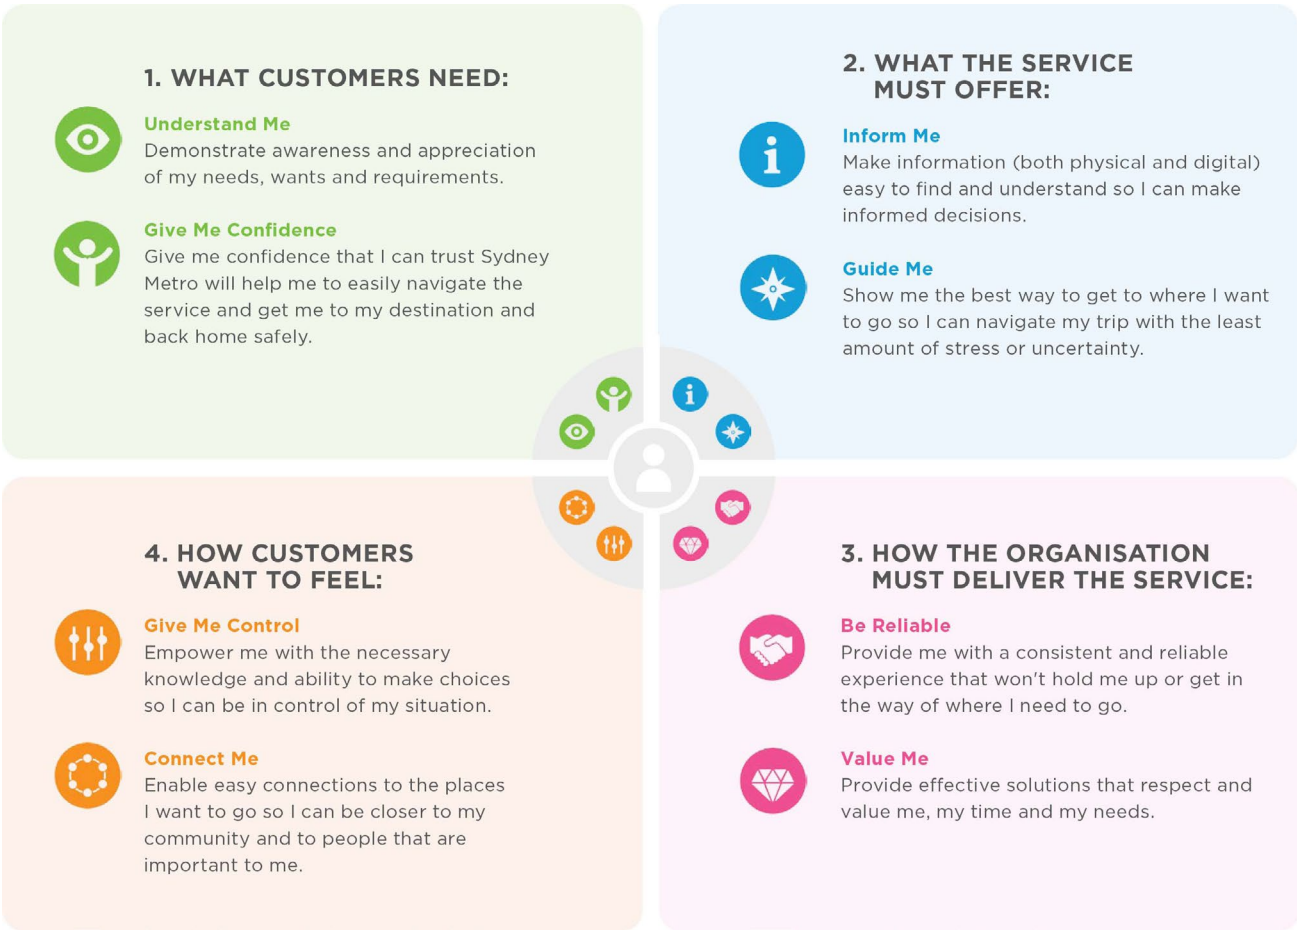 1. WHAT CUSTOMERS NEED:
Understand Me
Demonstrate awareness and appreciation
of my needs, wants and requirements.
Give Me Confidence
Give me confidence that I can trust Sydney
Metro will help me to easily navigate the
service and get me to my destination and
back home safely.
2. WHAT THE SERVICE
MUST OFFER:
Inform Me
Make information (both physical and digital)
easy to find and understand so I can make
informed decisions.
Guide Me
Show me the best way to get to where I want
to go so I can navigate my trip with the least
amount of stress or uncertainty.
3. HOW THE ORGANISATION
MUST DELIVER THE SERVICE:
Be Reliable
Provide me with a consistent and reliable
experience that won't hold me up or get in
the way of where I need to go.
Value Me
Provide effective solutions that respect and
value me, my time and my needs.
4. HOW CUSTOMERS
WANT TO FEEL:
Give Me Control
Empower me with the necessary
knowledge and ability to make choices
so I can be in control of my situation.
Connect Me
Enable easy connections to the places
I want to go so I can be closer to my
community and to people that are
important to me.